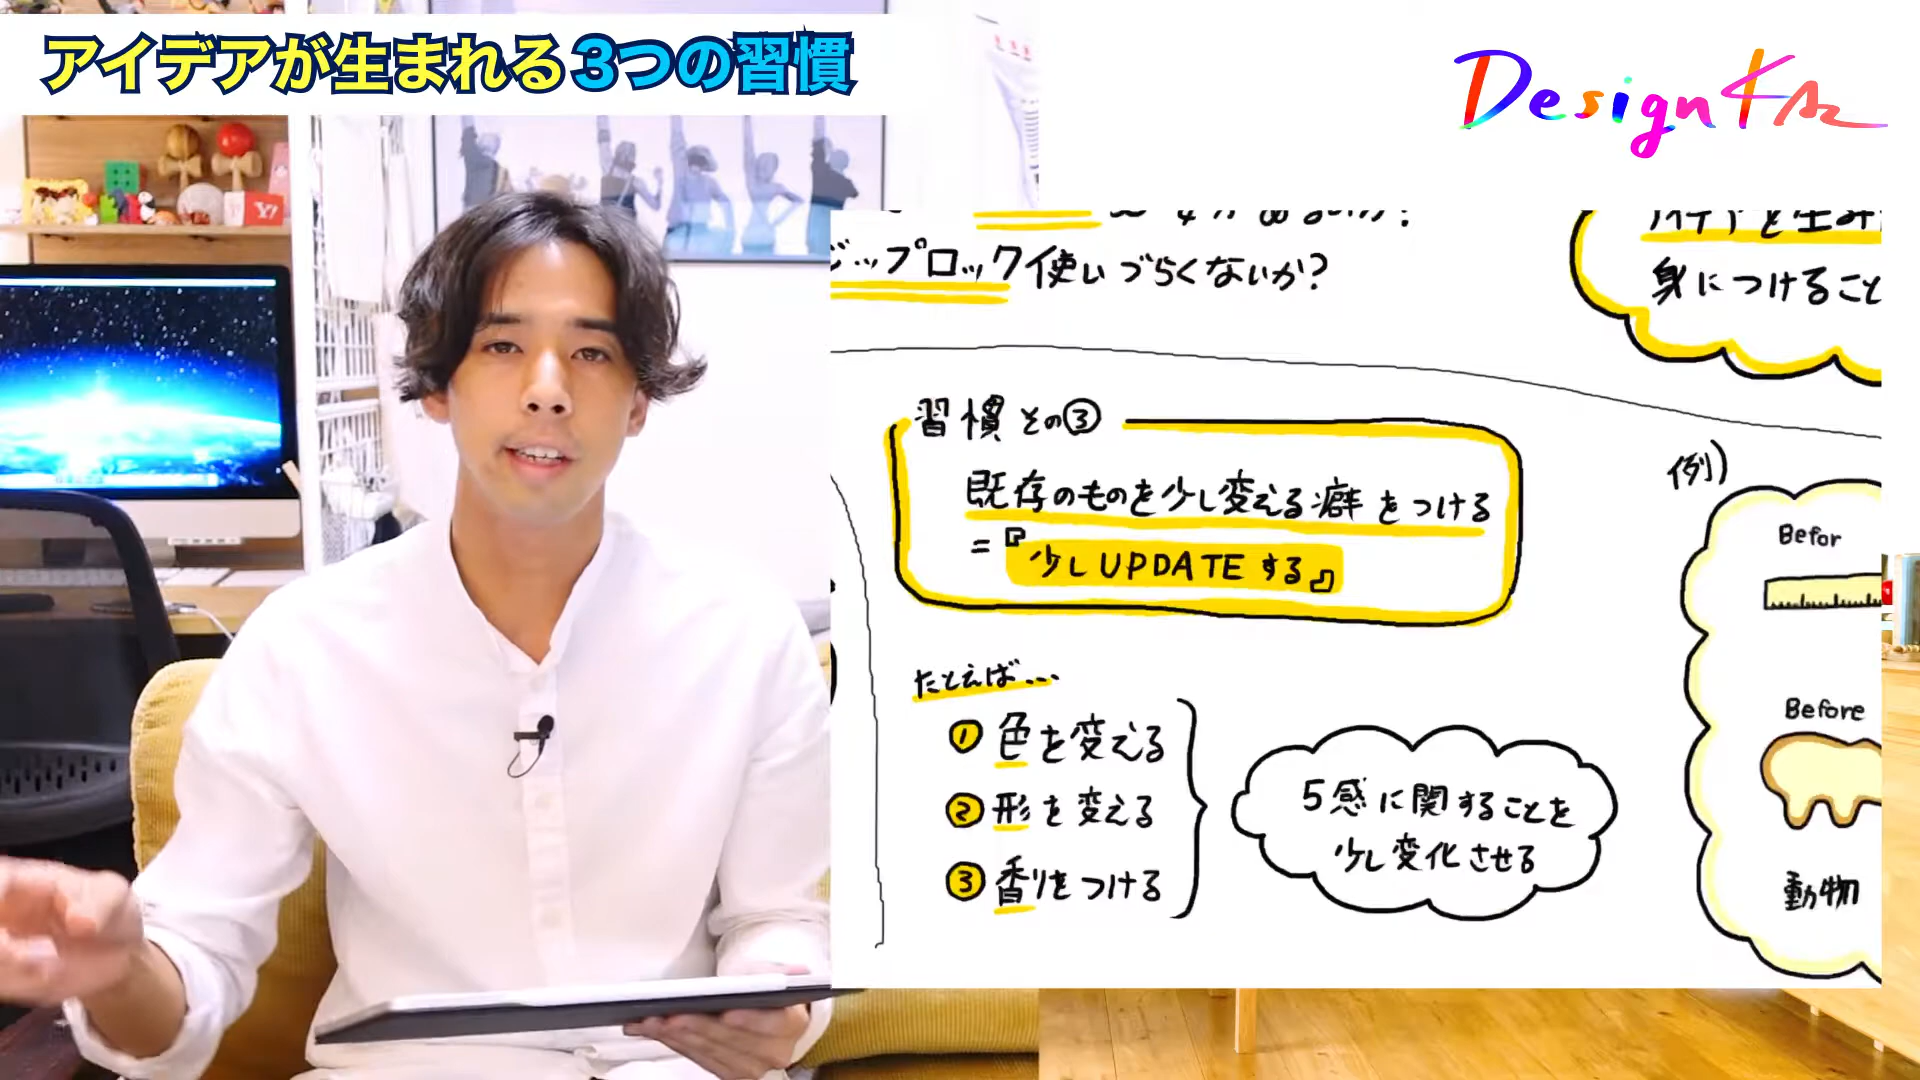 アイデアが生まれる3つの習慣
DesignKAz
ジップロック使いづらくないか?
身につけること
習慣その③
既存のものを少し変える癖をつける
=『少しUPDATEする』
たとえば...
① 色を変える
② 形を変える
③ 香りをつける
5感に関することを
少し変化させる
例)
Befor
Before
動物
Y!